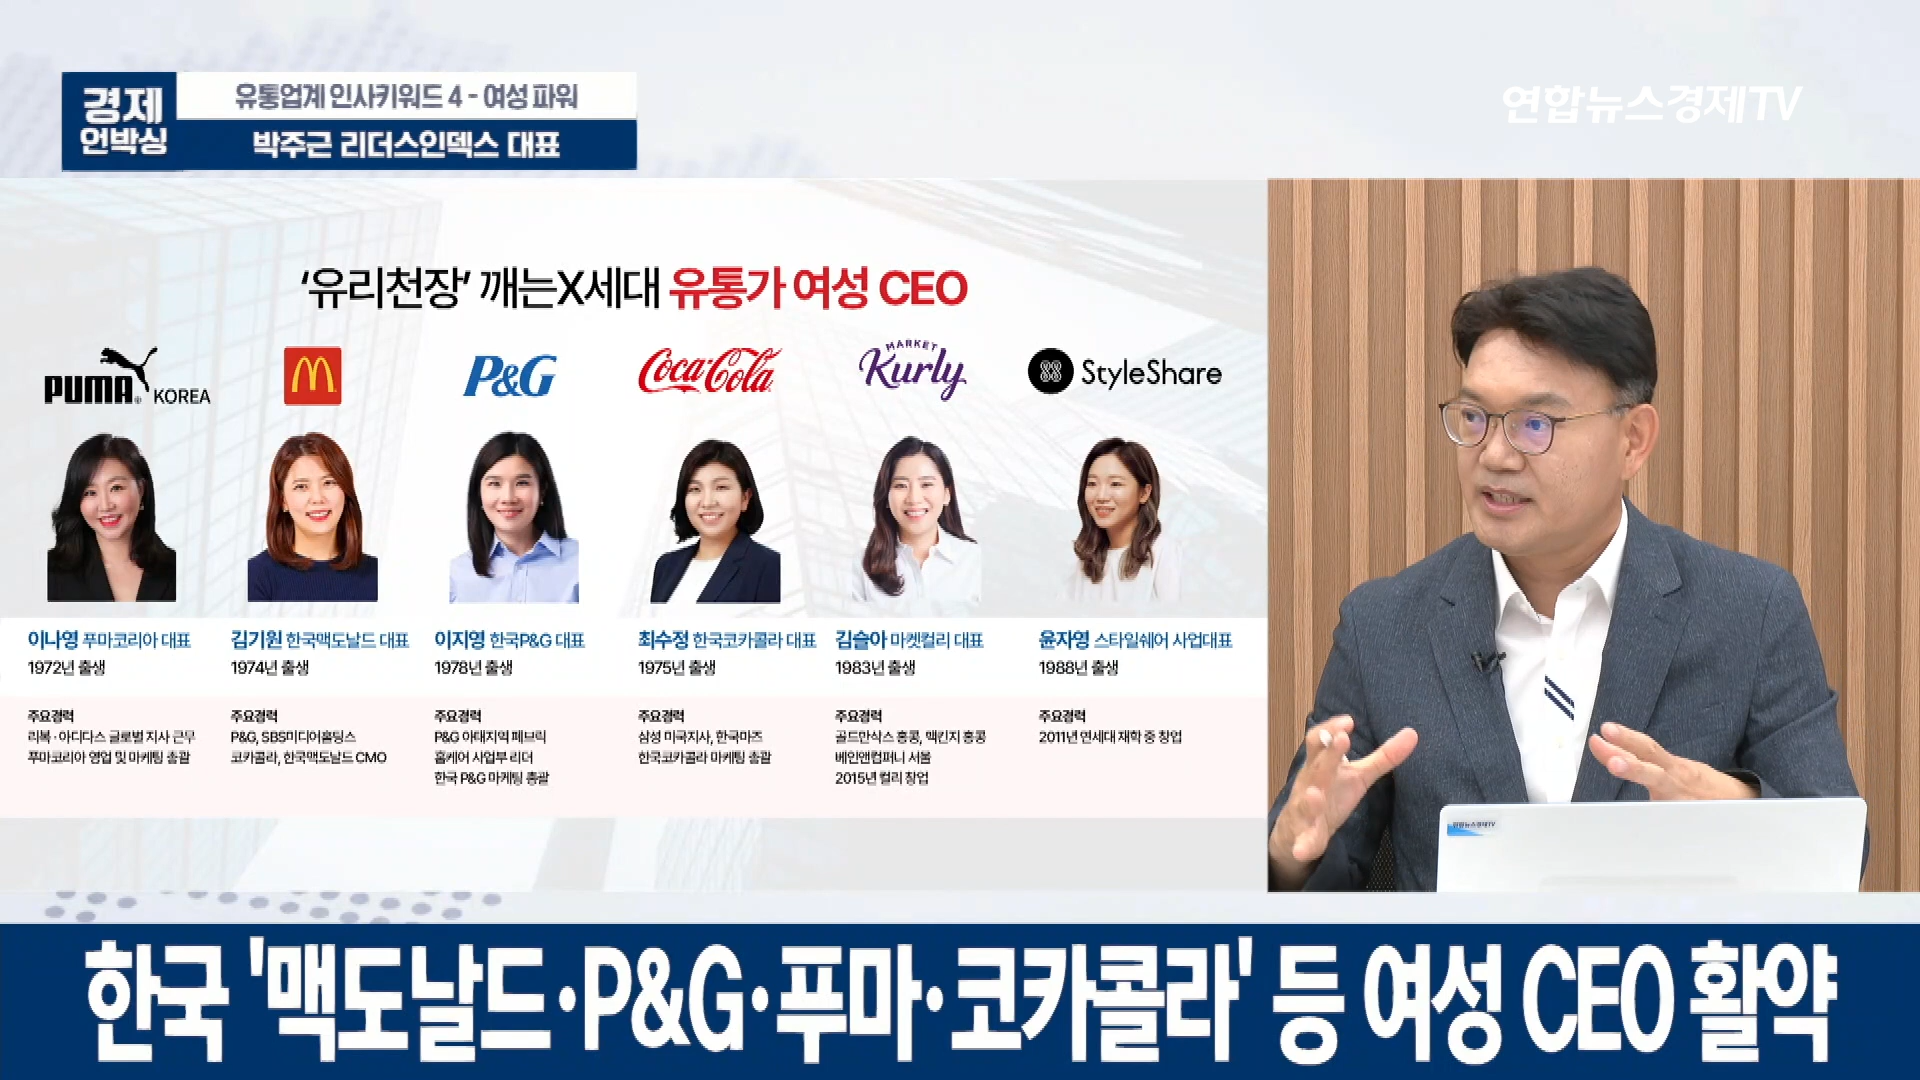 경제
언박싱
유통업계 인사키워드 4 - 여성 파워
박주근 리더스인덱스 대표
연합뉴스경제TV
‘유리천장’ 깨는X세대 유통가 여성 CEO
PUMA KOREA
M
P&G
Coca-Cola
MARKET
Kurly
StyleShare
이나영 푸마코리아 대표
1972년 출생
주요경력
리복·아디다스 글로벌 지사 근무
푸마코리아 영업 및 마케팅 총괄
김기원 한국맥도날드 대표
1974년 출생
주요경력
P&G, SBS미디어홀딩스
코카콜라, 한국맥도날드 CMO
이지영 한국P&G 대표
1978년 출생
주요경력
P&G 아태지역 페브릭
홈케어 사업부 리더
한국 P&G 마케팅 총괄
최수정 한국코카콜라 대표
1975년 출생
주요경력
삼성 미국지사, 한국마즈
한국코카콜라 마케팅 총괄
김슬아 마켓컬리 대표
1983년 출생
주요경력
골드만삭스 홍콩, 맥킨지 홍콩
베인앤컴퍼니 서울
2015년 컬리 창업
윤자영 스타일쉐어 사업대표
1988년 출생
주요경력
2011년 연세대 재학 중 창업
연합뉴스경제TV
한국 '맥도날드·P&G·푸마·코카콜라' 등 여성 CEO 활약